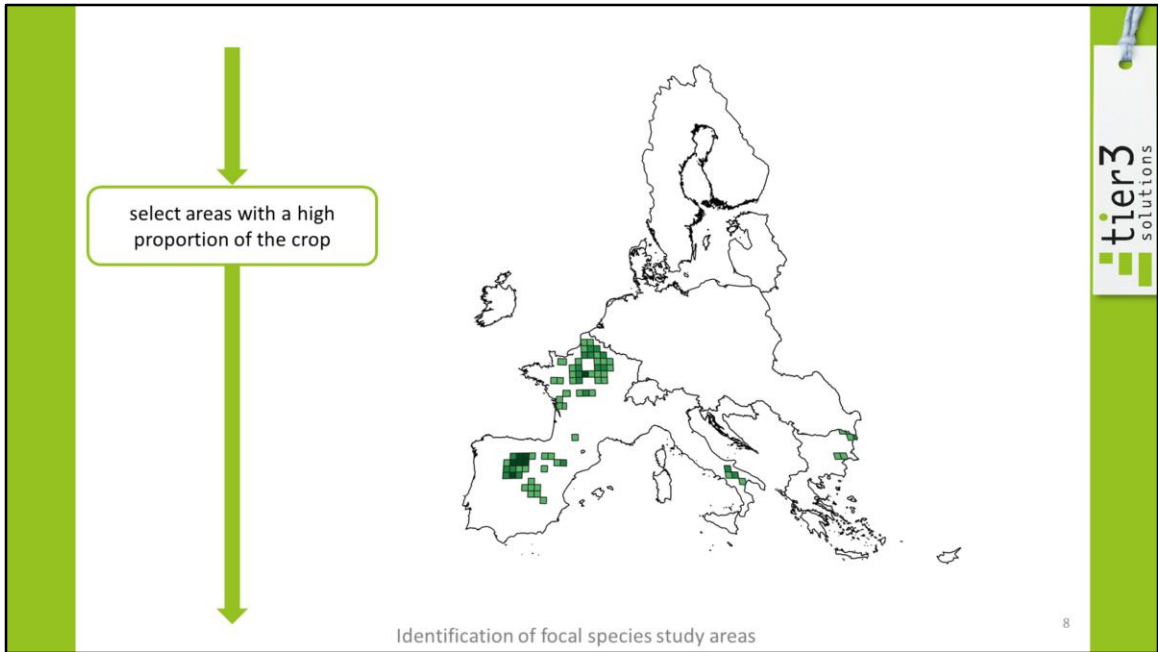 select areas with a high
proportion of the crop
tier3
solutions
Identification of focal species study areas
8